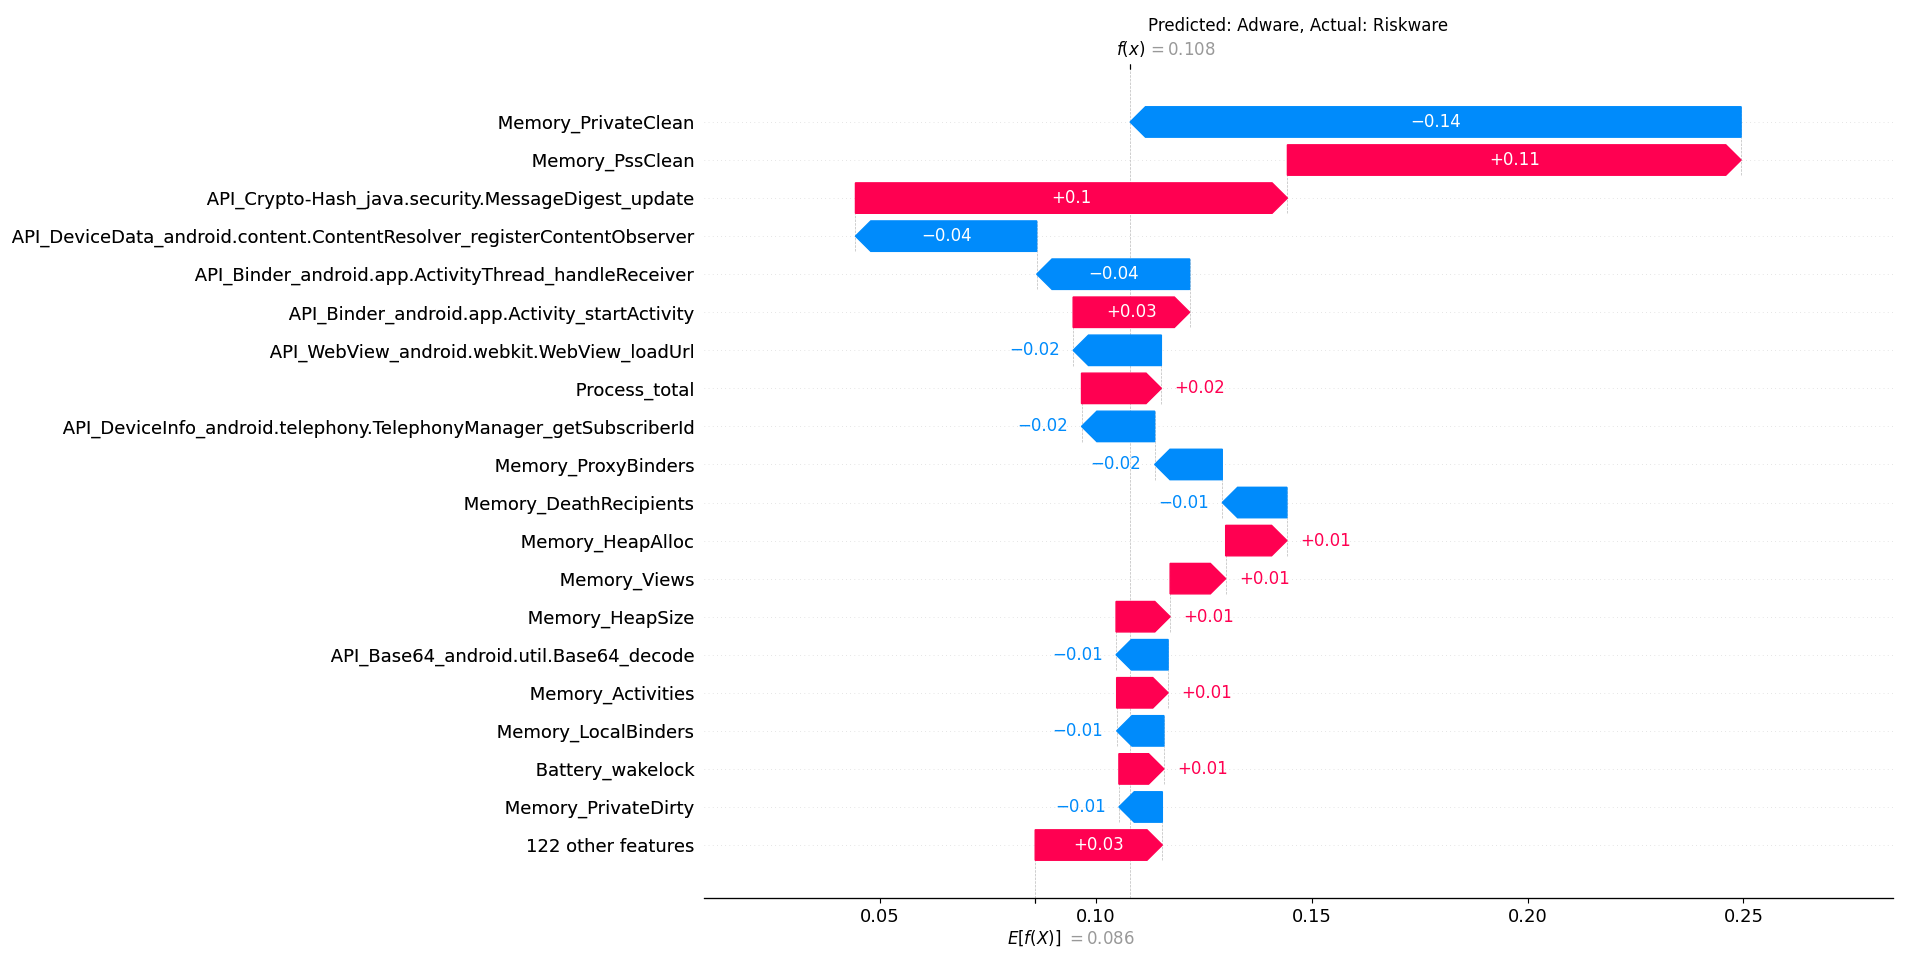 Predicted: Adware, Actual: Riskware
f(x) = 0.108
Memory_PrivateClean −0.14
Memory_PssClean +0.11
API_Crypto-Hash_java.security.MessageDigest_update +0.1
API_DeviceData_android.content.ContentResolver_registerContentObserver −0.04
API_Binder_android.app.ActivityThread_handleReceiver −0.04
API_Binder_android.app.Activity_startActivity +0.03
API_WebView_android.webkit.WebView_loadUrl −0.02
Process_total +0.02
API_DeviceInfo_android.telephony.TelephonyManager_getSubscriberId −0.02
Memory_ProxyBinders −0.02
Memory_DeathRecipients −0.01
Memory_HeapAlloc +0.01
Memory_Views +0.01
Memory_HeapSize +0.01
API_Base64_android.util.Base64_decode −0.01
Memory_Activities +0.01
Memory_LocalBinders −0.01
Battery_wakelock +0.01
Memory_PrivateDirty −0.01
122 other features +0.03
0.05 0.10 0.15 0.20 0.25
E[f(X)] = 0.086